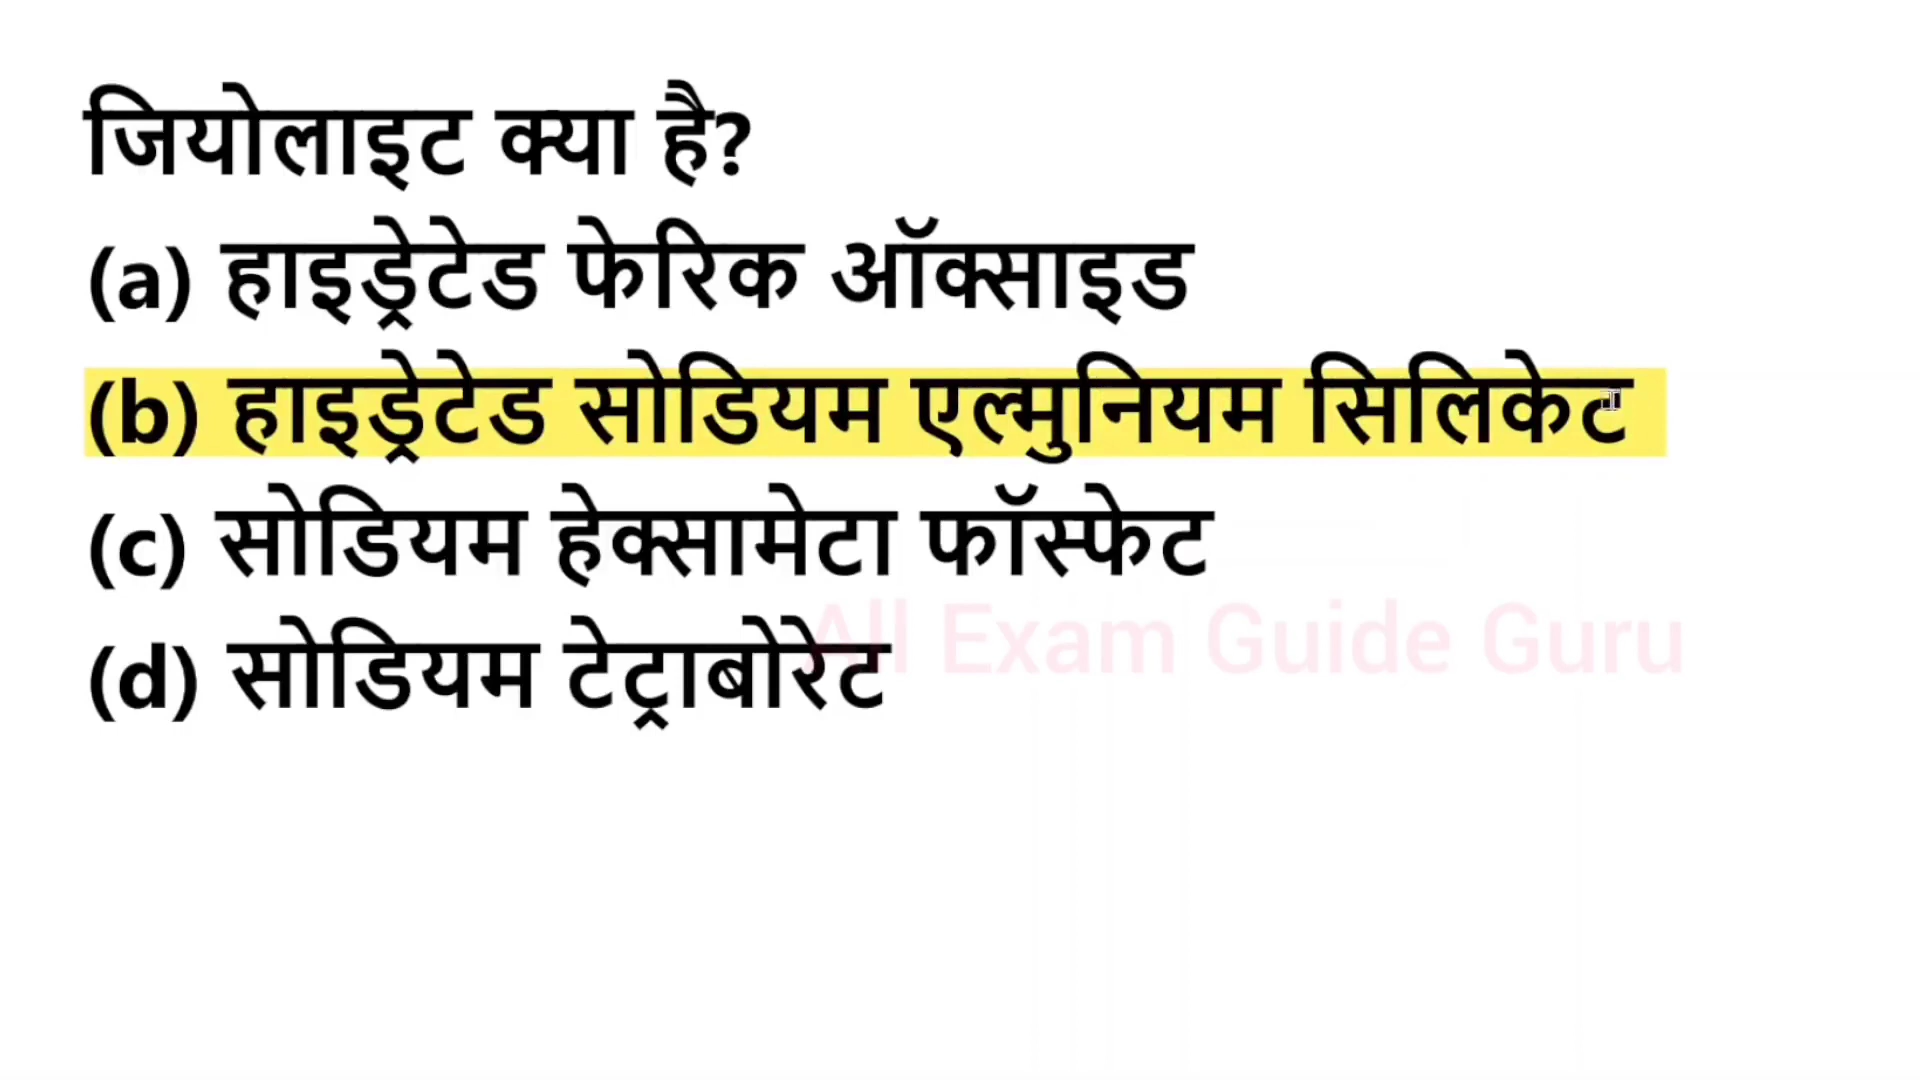 जियोलाइट क्या है?
(a) हाइड्रेटेड फेरिक ऑक्साइड
(b) हाइड्रेटेड सोडियम एल्मुनियम सिलिकेट
(c) सोडियम हेक्सामेटा फॉस्फेट
(d) सोडियम टेट्राबोरेट
All Exam Guide Guru